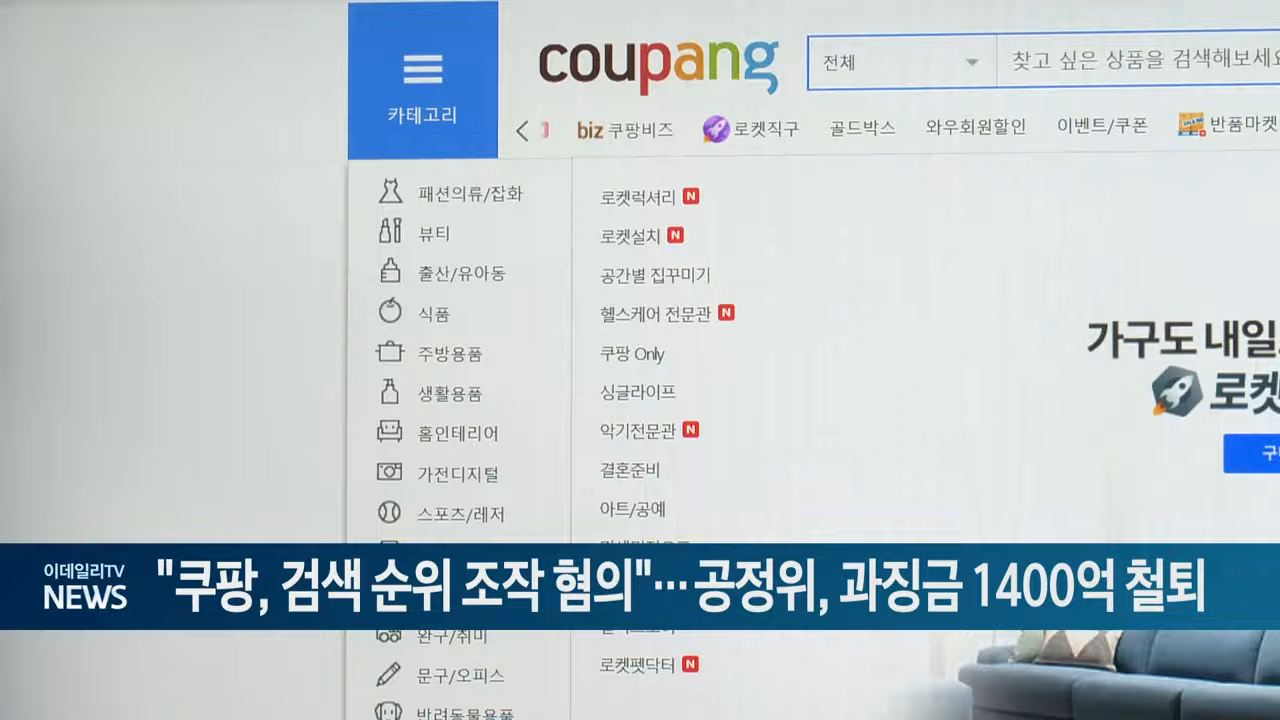 coupang
전체
찾고 싶은 상품을 검색해보세요
카테고리
biz 쿠팡비즈
로켓직구
골드박스
와우회원할인
이벤트/쿠폰
반품마켓
패션의류/잡화
뷰티
출산/유아동
식품
주방용품
생활용품
홈인테리어
가전디지털
스포츠/레저
로켓럭셔리 N
로켓설치 N
공간별 집꾸미기
헬스케어 전문관 N
쿠팡 Only
싱글라이프
악기전문관 N
결혼준비
아트/공예
가구도 내일
로켓
이데일리TV
NEWS
"쿠팡, 검색 순위 조작 혐의"…공정위, 과징금 1400억 철퇴
완구/취미
문구/오피스
반려동물용품
로켓펫닥터 N